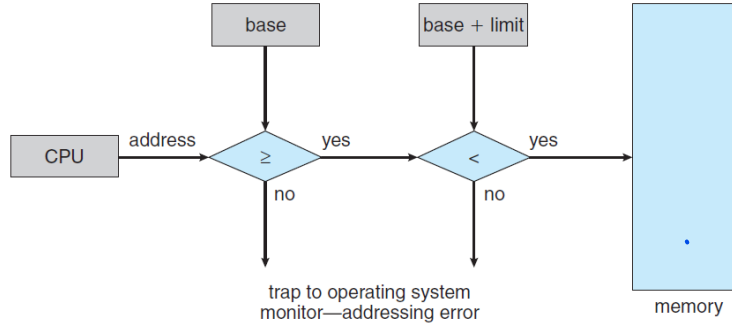 base
base + limit
CPU
address
≥
yes
<
yes
no
no
trap to operating system
monitor—addressing error
memory